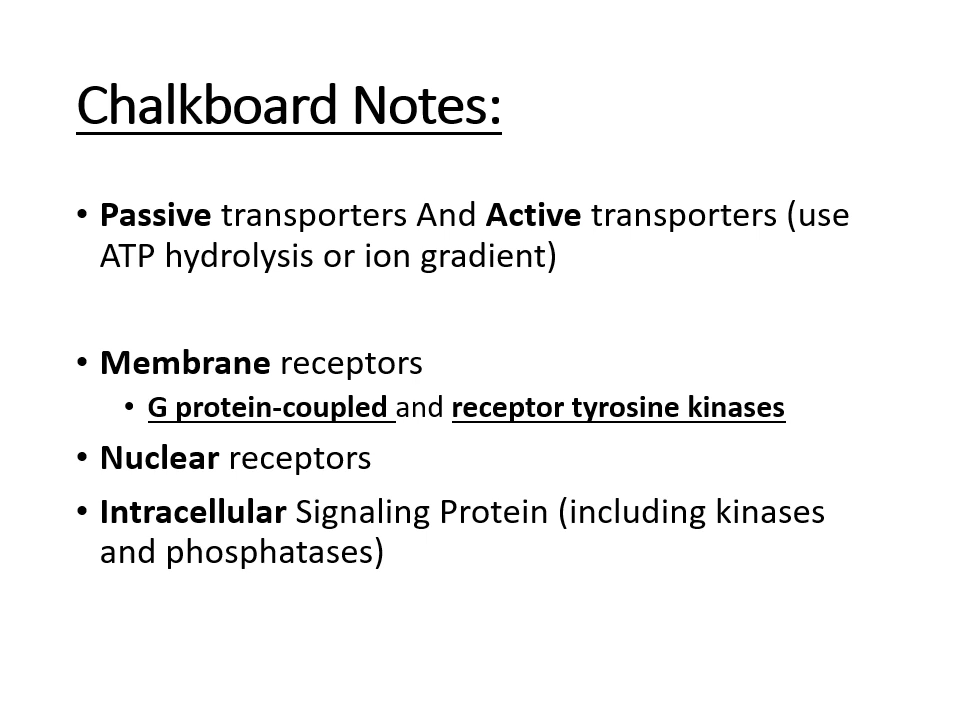 Chalkboard Notes:
• Passive transporters And Active transporters (use
ATP hydrolysis or ion gradient)
• Membrane receptors
• G protein-coupled and receptor tyrosine kinases
• Nuclear receptors
• Intracellular Signaling Protein (including kinases
and phosphatases)